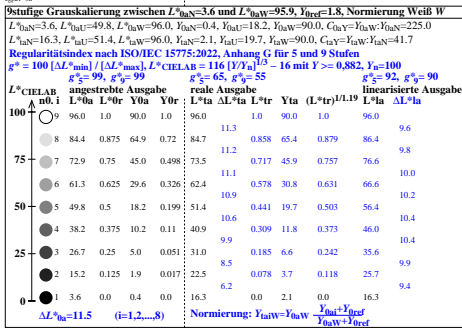 9stufige Grauskalierung zwischen L*0aN=3.6 und L*0aW=95.9, Y0ref=1.8, Normierung Weiß W
L*0aN=3.6, L*0aU=49.8, L*0aW=96.0, Y0aN=0.4, Y0aU=18.2, Y0aW=90.0, C0aY=Y0aW:Y0aN=225.0
L*taN=16.3, L*taU=51.4, L*taW=96.0, YtaN=2.1, YtaU=19.7, YtaW=90.0, CtaY=YtaW:YtaN=41.7
Regularitätsindex nach ISO/IEC 15775:2022, Anhang G für 5 und 9 Stufen
g* = 100 [ΔL*min] / [ΔL*max], L*CIELAB = 116 [Y/Yn]1/3 − 16 mit Y >= 0,882, Yn=100
g*5= 99, g*9= 99 g*5= 65, g*9= 55 g*5= 92, g*9= 90
L*CIELAB angestrebte Ausgabe reale Ausgabe linearisierte Ausgabe
n0. i L*0a L*0r Y0a Y0r L*ta ΔL*ta L*tr Yta (L*tr)1/1.19 L*la ΔL*la
100 9 96.0 1.0 90.0 1.0 96.0 1.0 90.0 1.0 96.0
11.3 9.6
8 84.4 0.875 64.9 0.72 84.7 0.858 65.4 0.879 86.4
11.2 9.8
75 7 72.9 0.75 45.0 0.498 73.5 0.717 45.9 0.757 76.6
11.1 10.0
6 61.3 0.625 29.6 0.326 62.4 0.578 30.8 0.631 66.6
10.9 10.2
50 5 49.8 0.5 18.2 0.199 51.4 0.441 19.7 0.503 56.4
10.6 10.4
4 38.2 0.375 10.2 0.11 40.9 0.309 11.8 0.373 46.0
9.9 10.4
25 3 26.7 0.25 5.0 0.051 31.0 0.185 6.6 0.242 35.6
8.5 9.9
2 15.2 0.125 1.9 0.017 22.5 0.078 3.7 0.118 25.7
6.2 9.4
0 1 3.6 0.0 0.4 0.0 16.3 0.0 2.1 0.0 16.3
ΔL*0a=11.5 (i=1,2,...,8) Normierung: YtaiW=Y0aW Y0ai+Y0ref
Y0aW+Y0ref